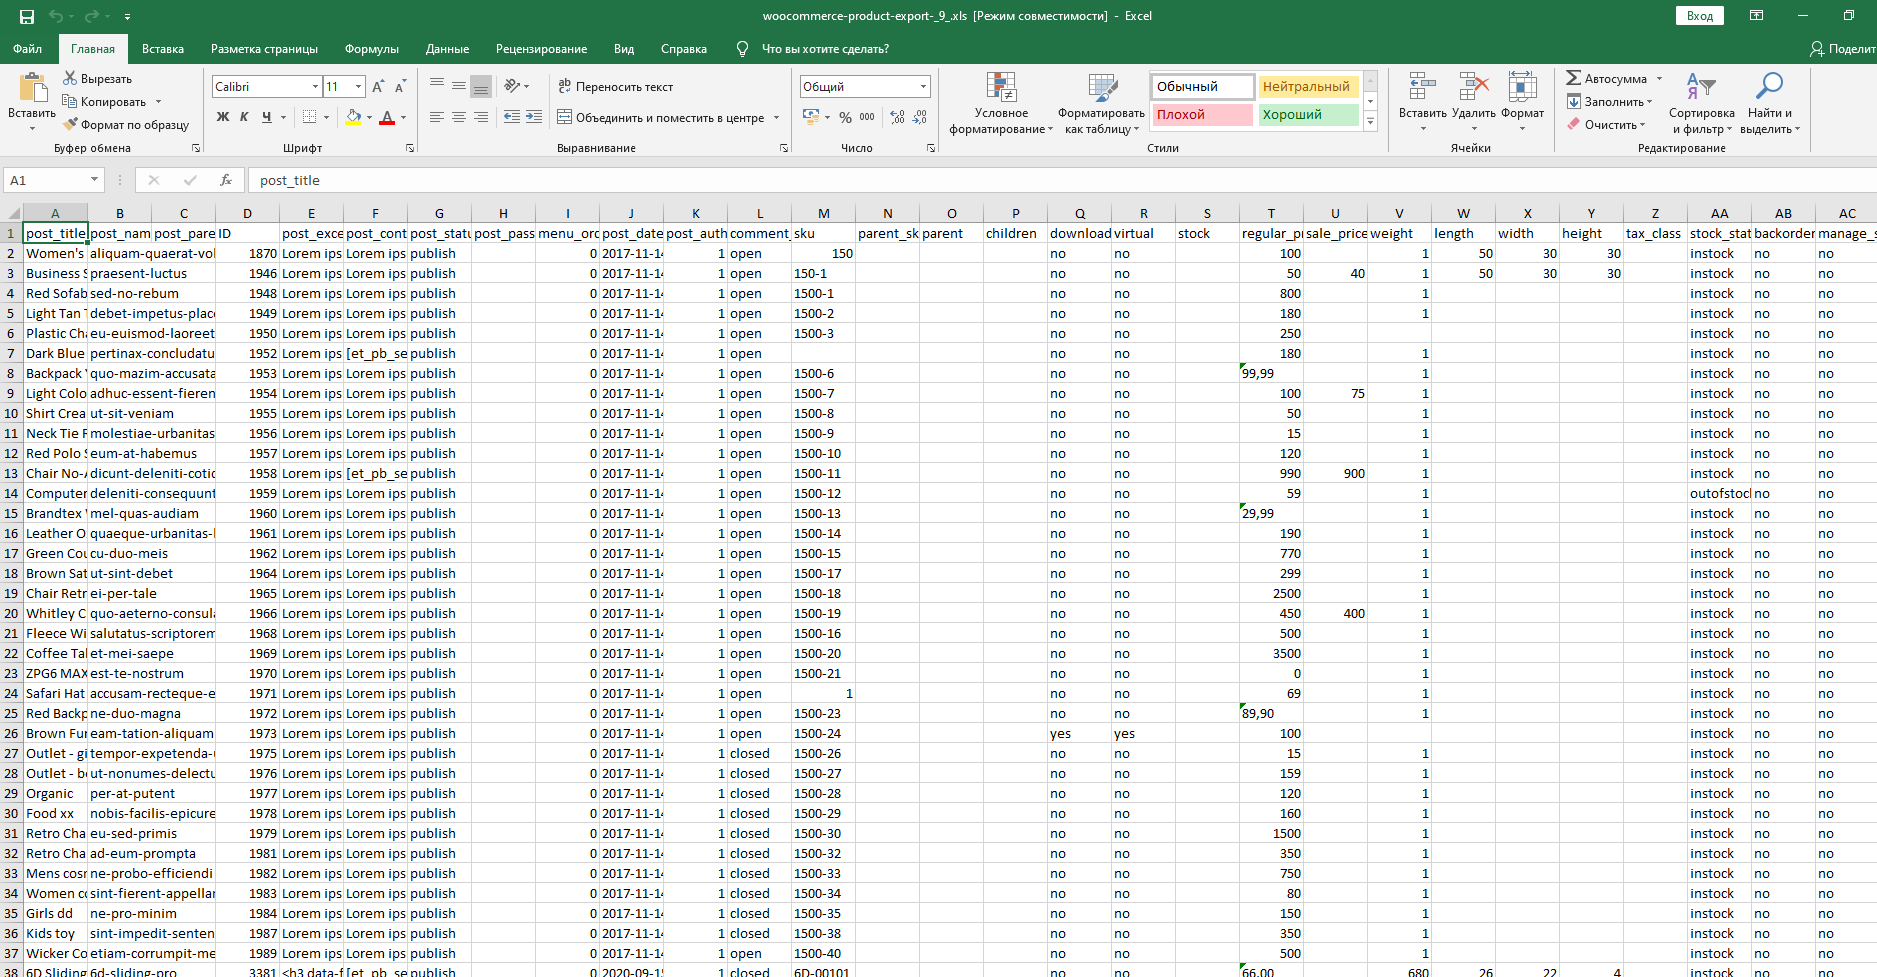 woocommerce-product-export-_9_.xls  [Режим совместимости]  -  Excel
Вход
Файл Главная Вставка Разметка страницы Формулы Данные Рецензирование Вид Справка Что вы хотите сделать? Поделит
Вставить
Вырезать
Копировать
Формат по образцу
Буфер обмена
Calibri 11
Ж К Ч
Шрифт
Переносить текст
Объединить и поместить в центре
Выравнивание
Общий
% 000
Число
Условное форматирование
Форматировать как таблицу
Обычный Нейтральный
Плохой Хороший
Стили
Вставить Удалить Формат
Ячейки
Автосумма
Заполнить
Очистить
Сортировка и фильтр
Найти и выделить
Редактирование
A1 fx post_title
A B C D E F G H I J K L M N O P Q R S T U V W X Y Z AA AB AC
1 post_title post_nam post_pare ID post_exce post_cont post_statu post_pass menu_ord post_date post_auth comment_ sku parent_sk parent children download virtual stock regular_pr sale_price weight length width height tax_class stock_stat backorder manage_s
2 Women's aliquam-quaerat-vol 1870 Lorem ips Lorem ips publish 0 2017-11-14 1 open 150 no no 100 1 50 30 30 instock no no
3 Business S praesent-luctus 1946 Lorem ips Lorem ips publish 0 2017-11-14 1 open 150-1 no no 50 40 1 50 30 30 instock no no
4 Red Sofab sed-no-rebum 1948 Lorem ips Lorem ips publish 0 2017-11-14 1 open 1500-1 no no 800 1 instock no no
5 Light Tan T debet-impetus-plac 1949 Lorem ips Lorem ips publish 0 2017-11-14 1 open 1500-2 no no 180 1 instock no no
6 Plastic Cha eu-euismod-laoreet 1950 Lorem ips Lorem ips publish 0 2017-11-14 1 open 1500-3 no no 250 instock no no
7 Dark Blue pertinax-concludatu 1952 Lorem ips [et_pb_se publish 0 2017-11-14 1 open no no 180 1 instock no no
8 Backpack Y quo-mazim-accusata 1953 Lorem ips Lorem ips publish 0 2017-11-14 1 open 1500-6 no no 99,99 1 instock no no
9 Light Colo adhuc-essent-fieren 1954 Lorem ips Lorem ips publish 0 2017-11-14 1 open 1500-7 no no 100 75 1 instock no no
10 Shirt Crea ut-sit-veniam 1955 Lorem ips Lorem ips publish 0 2017-11-14 1 open 1500-8 no no 50 1 instock no no
11 Neck Tie F molestiae-urbanitas 1956 Lorem ips Lorem ips publish 0 2017-11-14 1 open 1500-9 no no 15 1 instock no no
12 Red Polo S eum-at-habemus 1957 Lorem ips Lorem ips publish 0 2017-11-14 1 open 1500-10 no no 120 1 instock no no
13 Chair No-A dicunt-deleniti-cotic 1958 Lorem ips [et_pb_se publish 0 2017-11-14 1 open 1500-11 no no 990 900 1 instock no no
14 Computer deleniti-consequunt 1959 Lorem ips Lorem ips publish 0 2017-11-14 1 open 1500-12 no no 59 1 outofstoc no no
15 Brandtex V mel-quas-audiam 1960 Lorem ips Lorem ips publish 0 2017-11-14 1 open 1500-13 no no 29,99 1 instock no no
16 Leather O quaeque-urbanitas-l 1961 Lorem ips Lorem ips publish 0 2017-11-14 1 open 1500-14 no no 190 1 instock no no
17 Green Cou cu-duo-meis 1962 Lorem ips Lorem ips publish 0 2017-11-14 1 open 1500-15 no no 770 1 instock no no
18 Brown Sat ut-sint-debet 1964 Lorem ips Lorem ips publish 0 2017-11-14 1 open 1500-17 no no 299 1 instock no no
19 Chair Retr ei-per-tale 1965 Lorem ips Lorem ips publish 0 2017-11-14 1 open 1500-18 no no 2500 1 instock no no
20 Whitley C quo-aeterno-consula 1966 Lorem ips Lorem ips publish 0 2017-11-14 1 open 1500-19 no no 450 400 1 instock no no
21 Fleece Wi salutatus-scriptorem 1968 Lorem ips Lorem ips publish 0 2017-11-14 1 open 1500-16 no no 500 1 instock no no
22 Coffee Tal et-mei-saepe 1969 Lorem ips Lorem ips publish 0 2017-11-14 1 open 1500-20 no no 3500 1 instock no no
23 ZPG6 MAX est-te-nostrum 1970 Lorem ips Lorem ips publish 0 2017-11-14 1 open 1500-21 no no 0 1 instock no no
24 Safari Hat accusam-recteque-e 1971 Lorem ips Lorem ips publish 0 2017-11-14 1 open 1 no no 69 1 instock no no
25 Red Backp ne-duo-magna 1972 Lorem ips Lorem ips publish 0 2017-11-14 1 open 1500-23 no no 89,90 1 instock no no
26 Brown Fur eam-tation-aliquam 1973 Lorem ips Lorem ips publish 0 2017-11-14 1 open 1500-24 yes yes 100 instock no no
27 Outlet - gi tempor-expetenda- 1975 Lorem ips Lorem ips publish 0 2017-11-14 1 closed 1500-26 no no 15 1 instock no no
28 Outlet - bo ut-nonumes-delectu 1976 Lorem ips Lorem ips publish 0 2017-11-14 1 closed 1500-27 no no 159 1 instock no no
29 Organic per-at-putent 1977 Lorem ips Lorem ips publish 0 2017-11-14 1 closed 1500-28 no no 120 1 instock no no
30 Food xx nobis-facilis-epicure 1978 Lorem ips Lorem ips publish 0 2017-11-14 1 closed 1500-29 no no 160 1 instock no no
31 Retro Cha eu-sed-primis 1979 Lorem ips Lorem ips publish 0 2017-11-14 1 closed 1500-30 no no 1500 1 instock no no
32 Retro Cha ad-eum-prompta 1981 Lorem ips Lorem ips publish 0 2017-11-14 1 closed 1500-32 no no 350 1 instock no no
33 Mens cosm ne-probo-efficiendi 1982 Lorem ips Lorem ips publish 0 2017-11-14 1 closed 1500-33 no no 750 1 instock no no
34 Women co sint-fierent-appellar 1983 Lorem ips Lorem ips publish 0 2017-11-14 1 closed 1500-34 no no 80 1 instock no no
35 Girls dd ne-pro-minim 1984 Lorem ips Lorem ips publish 0 2017-11-14 1 closed 1500-35 no no 150 1 instock no no
36 Kids toy sint-impedit-senten 1987 Lorem ips Lorem ips publish 0 2017-11-14 1 closed 1500-38 no no 350 1 instock no no
37 Wicker Co etiam-corrumpit-me 1989 Lorem ips Lorem ips publish 0 2017-11-14 1 open 1500-40 no no 500 1 instock no no
38 6D Sliding 6d-sliding-pro 3381 <h3 data-f [et_pb_se publish 0 2020-09-15 1 closed 6D-00101 no no 66.00 680 26 22 4 instock no no